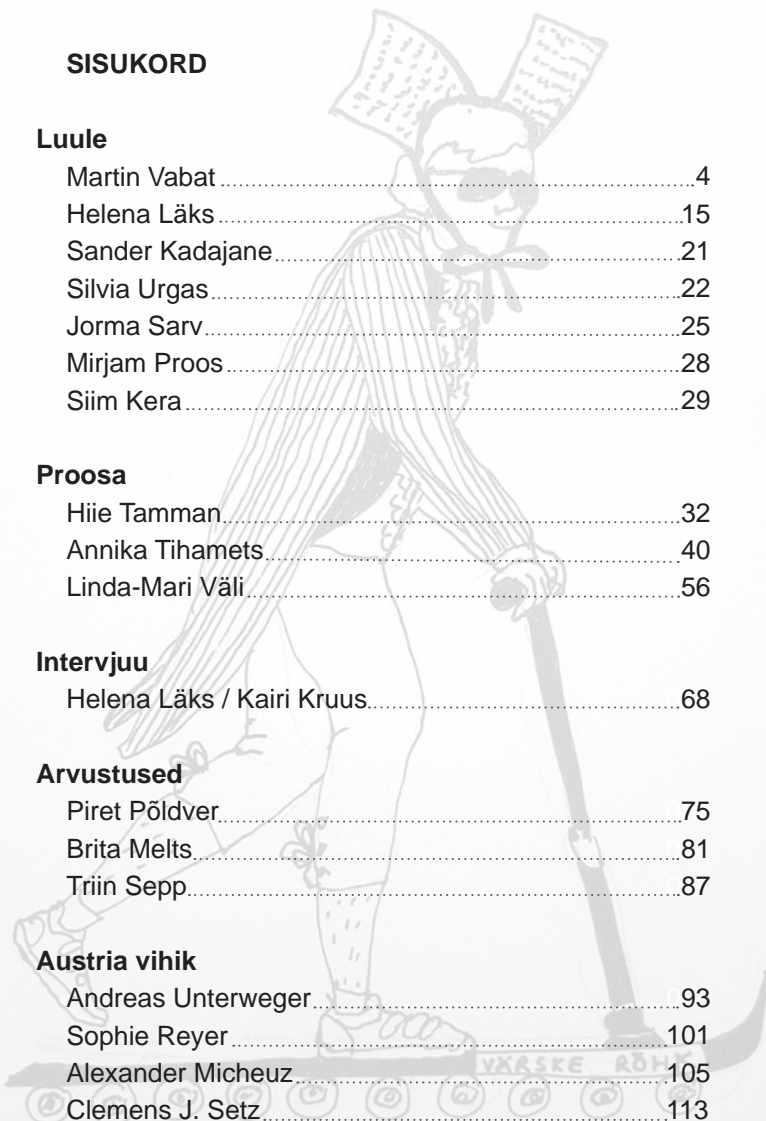 SISUKORD
Luule
Martin Vabat 4
Helena Läks 15
Sander Kadajane 21
Silvia Urgas 22
Jorma Sarv 25
Mirjam Proos 28
Siim Kera 29
Proosa
Hiie Tamman 32
Annika Tihamets 40
Linda-Mari Väli 56
Intervjuu
Helena Läks / Kairi Kruus 68
Arvustused
Piret Põldver 75
Brita Melts 81
Triin Sepp 87
Austria vihik
Andreas Unterweger 93
Sophie Reyer 101
Alexander Micheuz 105
VÄRSKE RÕHK
Clemens J. Setz 113